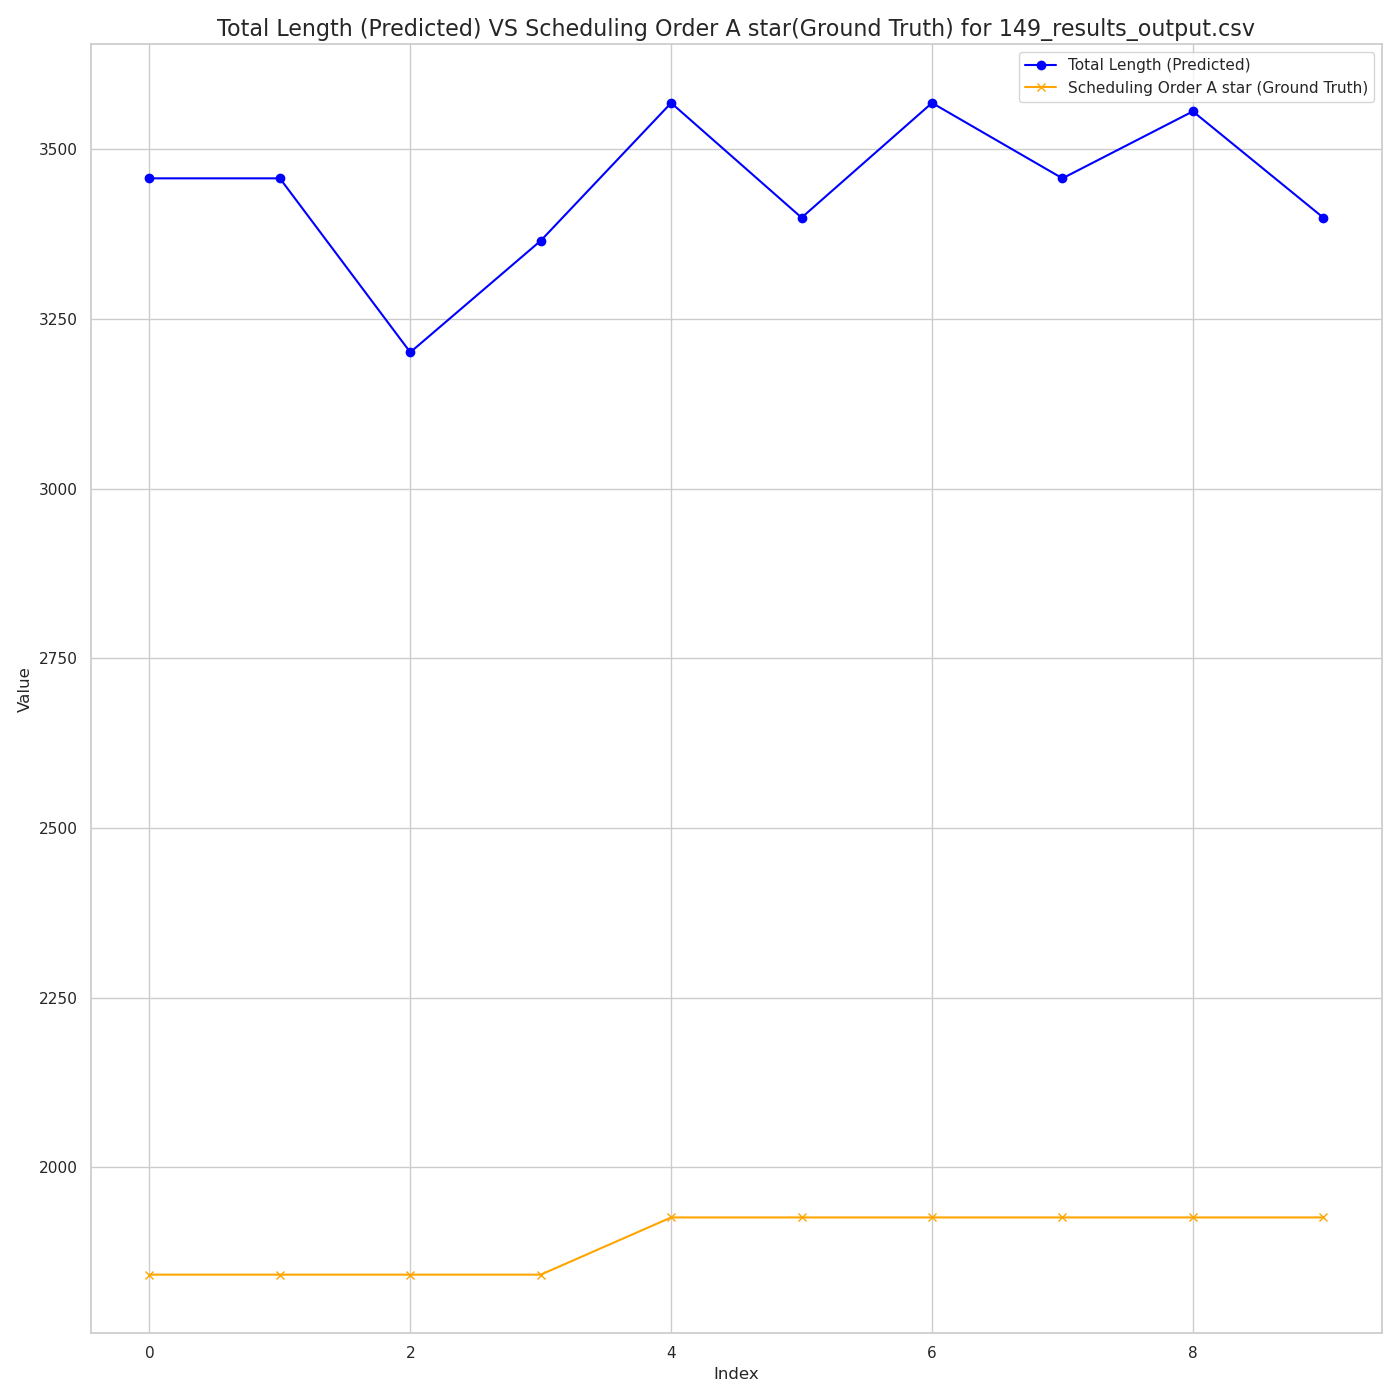 Total Length (Predicted) VS Scheduling Order A star(Ground Truth) for 149_results_output.csv
Total Length (Predicted)
Scheduling Order A star (Ground Truth)
3500
3250
3000
2750
2500
2250
2000
Value
0 2 4 6 8
Index